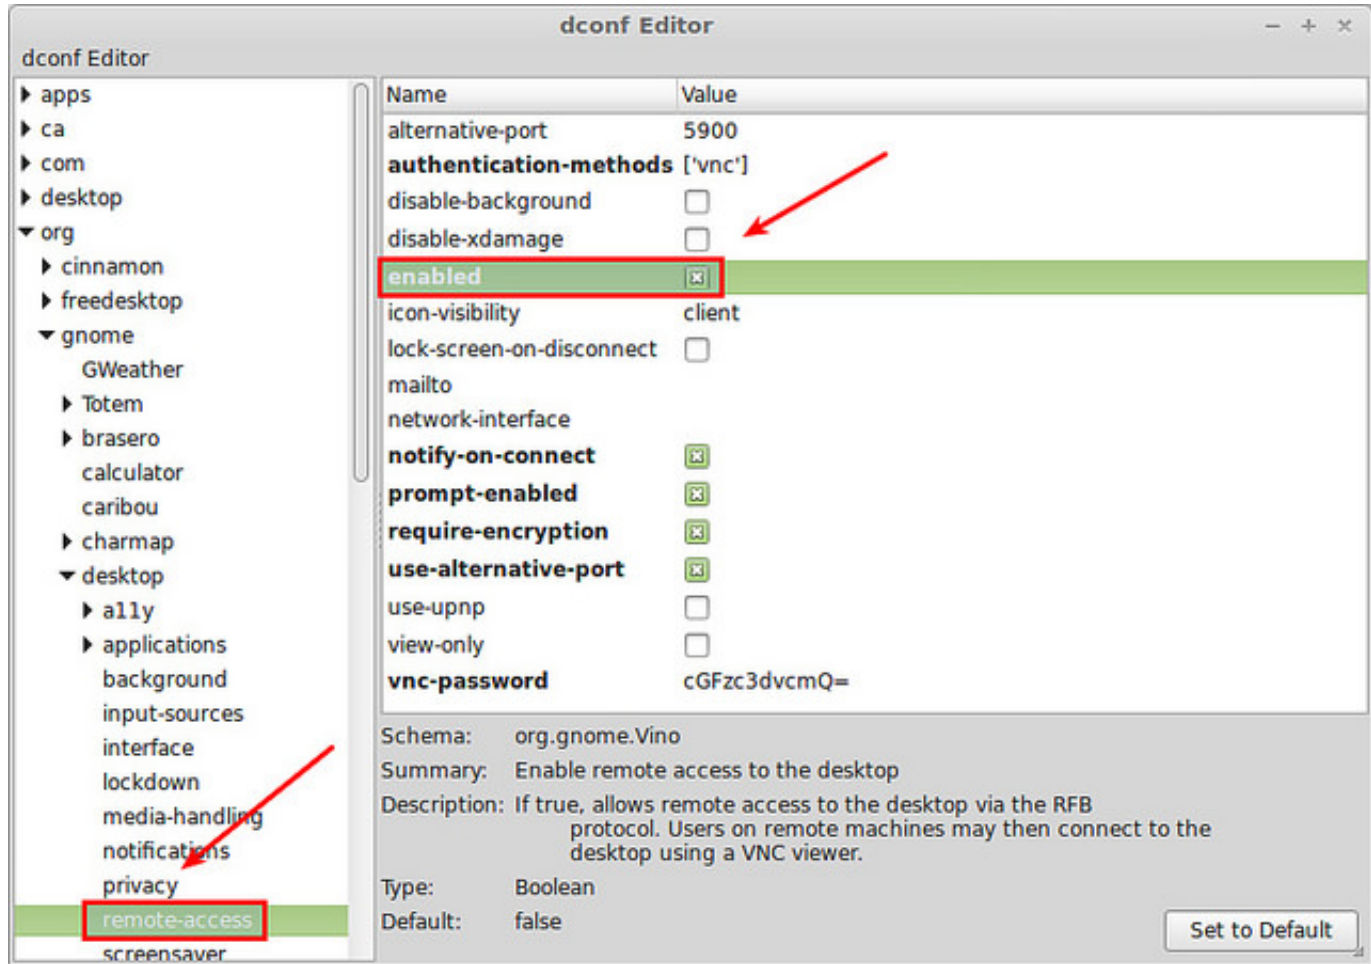 dconf Editor
dconf Editor
apps
ca
com
desktop
org
cinnamon
freedesktop
gnome
GWeather
Totem
brasero
calculator
caribou
charmap
desktop
a11y
applications
background
input-sources
interface
lockdown
media-handling
notifications
privacy
remote-access
screensaver
Name Value
alternative-port 5900
authentication-methods ['vnc']
disable-background
disable-xdamage
enabled
icon-visibility client
lock-screen-on-disconnect
mailto
network-interface
notify-on-connect
prompt-enabled
require-encryption
use-alternative-port
use-upnp
view-only
vnc-password cGFzc3dvcmQ=
Schema: org.gnome.Vino
Summary: Enable remote access to the desktop
Description: If true, allows remote access to the desktop via the RFB
protocol. Users on remote machines may then connect to the
desktop using a VNC viewer.
Type: Boolean
Default: false
Set to Default